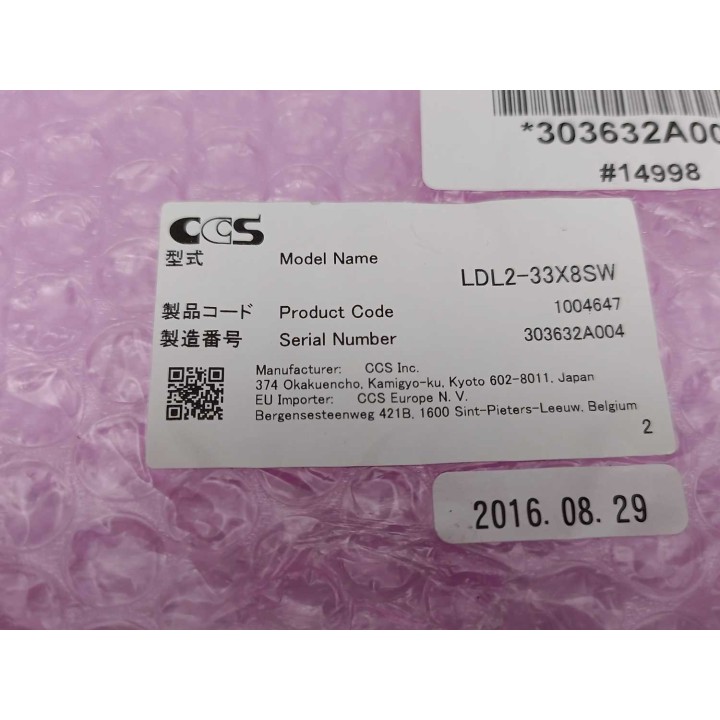 *303632A00
#14998
CCS
型式 Model Name LDL2-33X8SW
製品コード Product Code 1004647
製造番号 Serial Number 303632A004
Manufacturer: CCS Inc.
374 Okakuencho, Kamigyo-ku, Kyoto 602-8011, Japan
EU Importer: CCS Europe N. V.
Bergensesteenweg 421B, 1600 Sint-Pieters-Leeuw, Belgium
2
2016. 08. 29